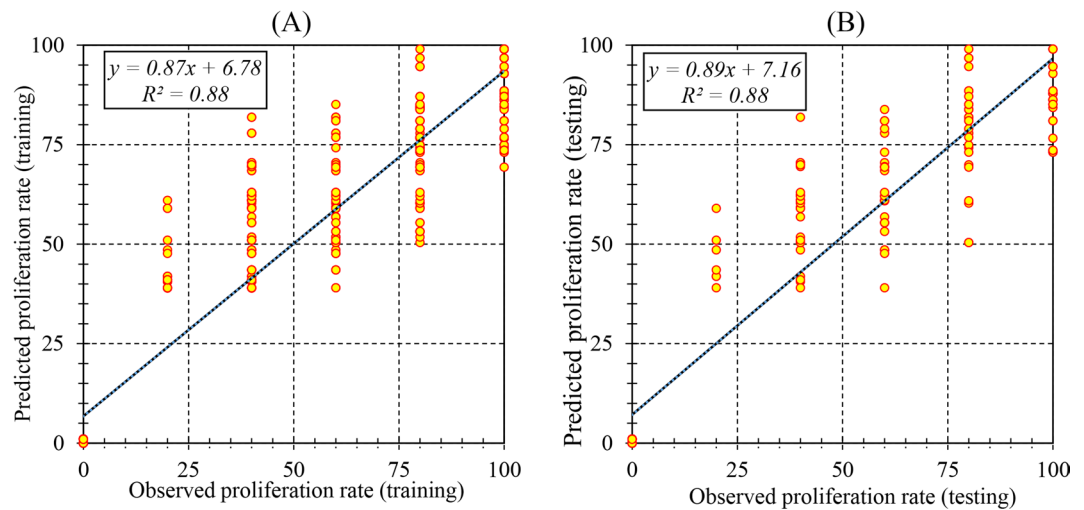 (A)
y = 0.87x + 6.78
R² = 0.88
Predicted proliferation rate (training)
100
75
50
25
0
0 25 50 75 100
Observed proliferation rate (training)
(B)
y = 0.89x + 7.16
R² = 0.88
Predicted proliferation rate (testing)
100
75
50
25
0
0 25 50 75 100
Observed proliferation rate (testing)